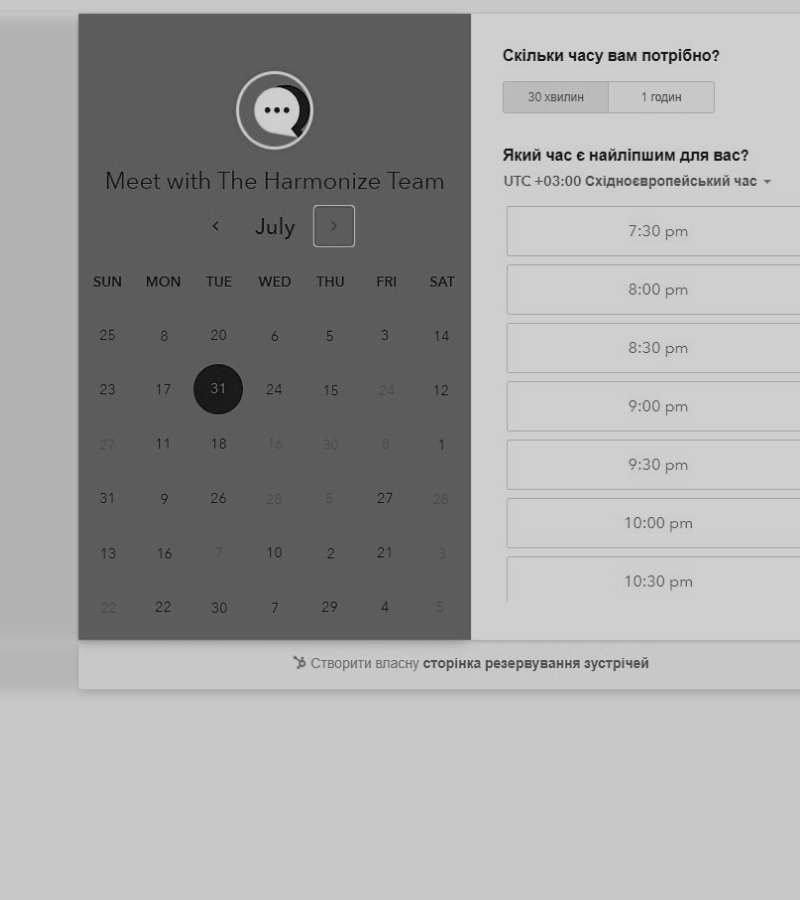 Meet with The Harmonize Team
July
SUN MON TUE WED THU FRI SAT
25 8 20 6 5 3 14
23 17 31 24 15 24 12
27 11 18 16 30 8 1
31 9 26 28 5 27 28
13 16 7 10 2 21 3
22 22 30 7 29 4 5
Скільки часу вам потрібно?
30 хвилин 1 годин
Який час є найліпшим для вас?
UTC +03:00 Східноєвропейський час
7:30 pm
8:00 pm
8:30 pm
9:00 pm
9:30 pm
10:00 pm
10:30 pm
Створити власну сторінка резервування зустрічей